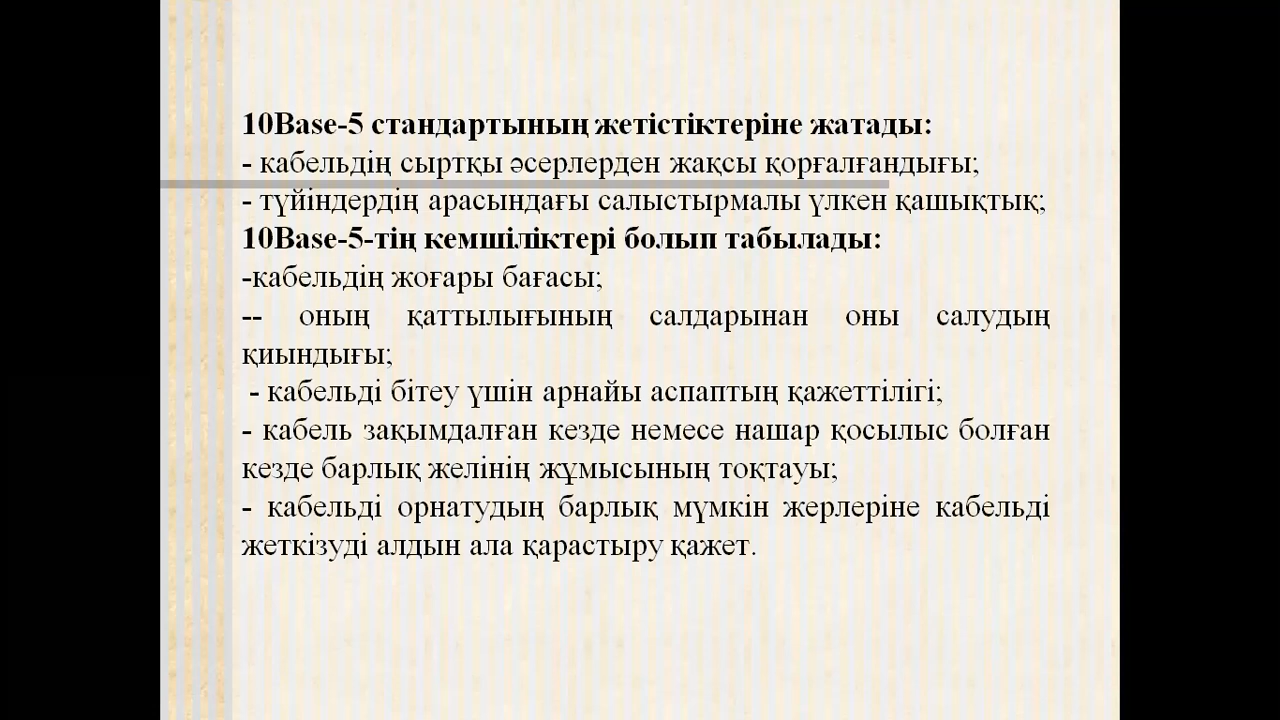 10Base-5 стандартының жетістіктеріне жатады:
- кабельдің сыртқы әсерлерден жақсы қорғалғандығы;
- түйіндердің арасындағы салыстырмалы үлкен қашықтық;
10Base-5-тің кемшіліктері болып табылады:
-кабельдің жоғары бағасы;
-- оның қаттылығының салдарынан оны салудың
қиындығы;
- кабельді бітеу үшін арнайы аспаптың қажеттілігі;
- кабель зақымдалған кезде немесе нашар қосылыс болған
кезде барлық желінің жұмысының тоқтауы;
- кабельді орнатудың барлық мүмкін жерлеріне кабельді
жеткізуді алдын ала қарастыру қажет.